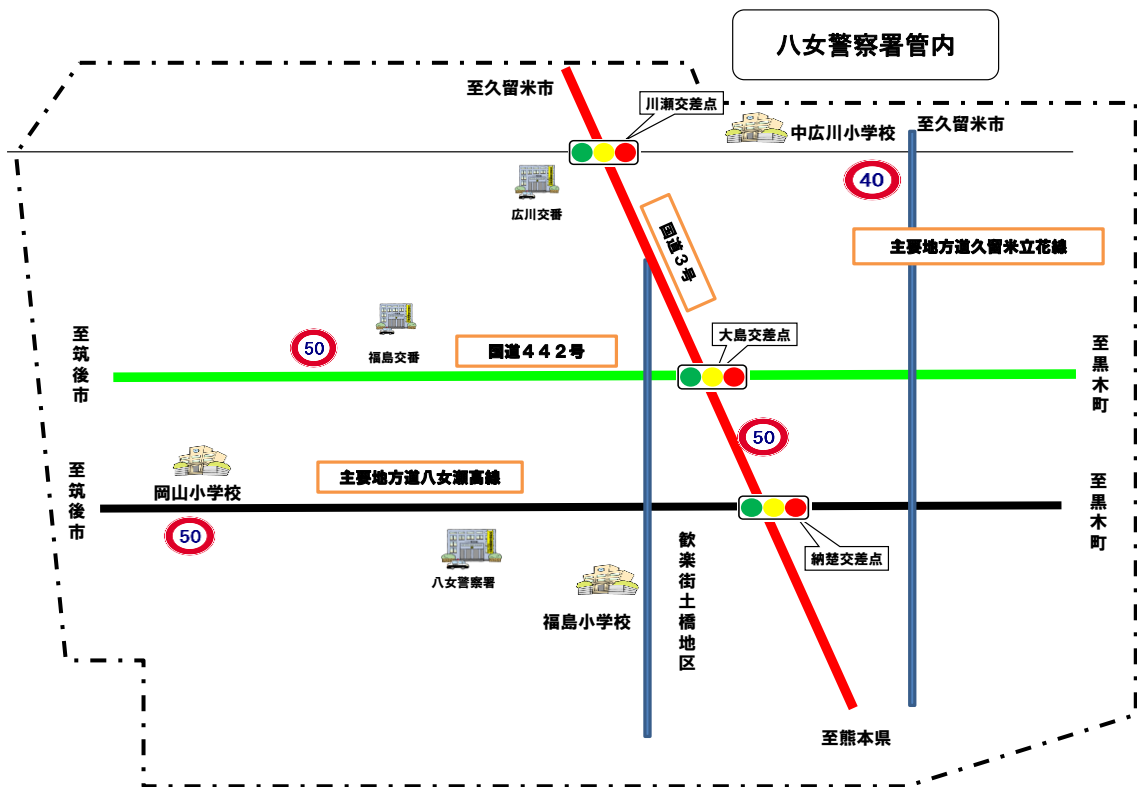 八女警察署管内
至久留米市
川瀬交差点
中広川小学校
至久留米市
40
広川交番
国道３号
主要地方道久留米立花線
至筑後市
50
福島交番
国道４４２号
大島交差点
至黒木町
50
岡山小学校
主要地方道八女瀬高線
至筑後市
至黒木町
50
八女警察署
福島小学校
歓楽街土橋地区
納楚交差点
至熊本県